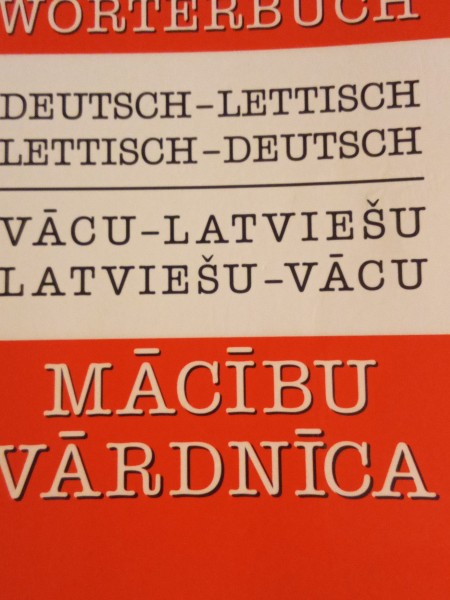 WÖRTERBUCH
DEUTSCH-LETTISCH
LETTISCH-DEUTSCH
VĀCU-LATVIEŠU
LATVIEŠU-VĀCU
MĀCĪBU
VĀRDNĪCA